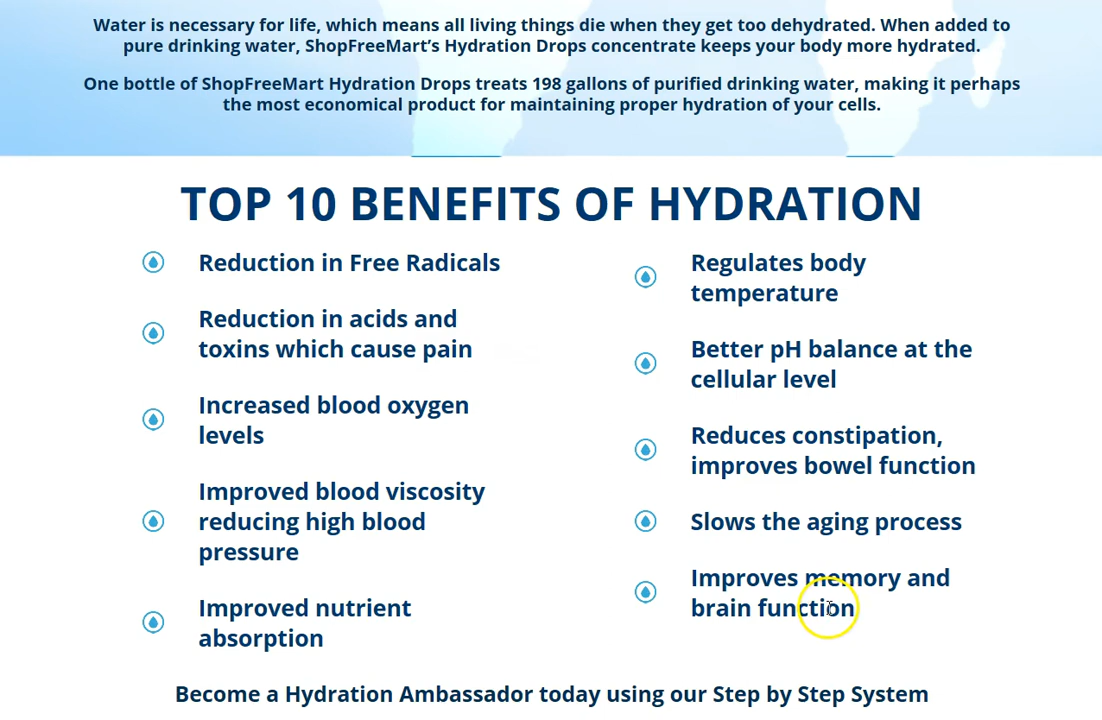 Water is necessary for life, which means all living things die when they get too dehydrated. When added to
pure drinking water, ShopFreeMart's Hydration Drops concentrate keeps your body more hydrated.
One bottle of ShopFreeMart Hydration Drops treats 198 gallons of purified drinking water, making it perhaps
the most economical product for maintaining proper hydration of your cells.
TOP 10 BENEFITS OF HYDRATION
Reduction in Free Radicals
Reduction in acids and
toxins which cause pain
Increased blood oxygen
levels
Improved blood viscosity
reducing high blood
pressure
Improved nutrient
absorption
Regulates body
temperature
Better pH balance at the
cellular level
Reduces constipation,
improves bowel function
Slows the aging process
Improves memory and
brain function
Become a Hydration Ambassador today using our Step by Step System